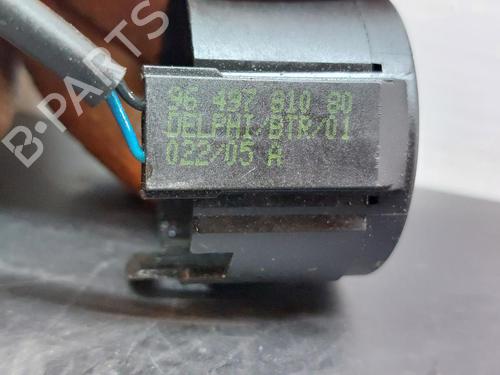 B-PARTS
96 497 810 80
DELPHI/BTR/01
022/05 A